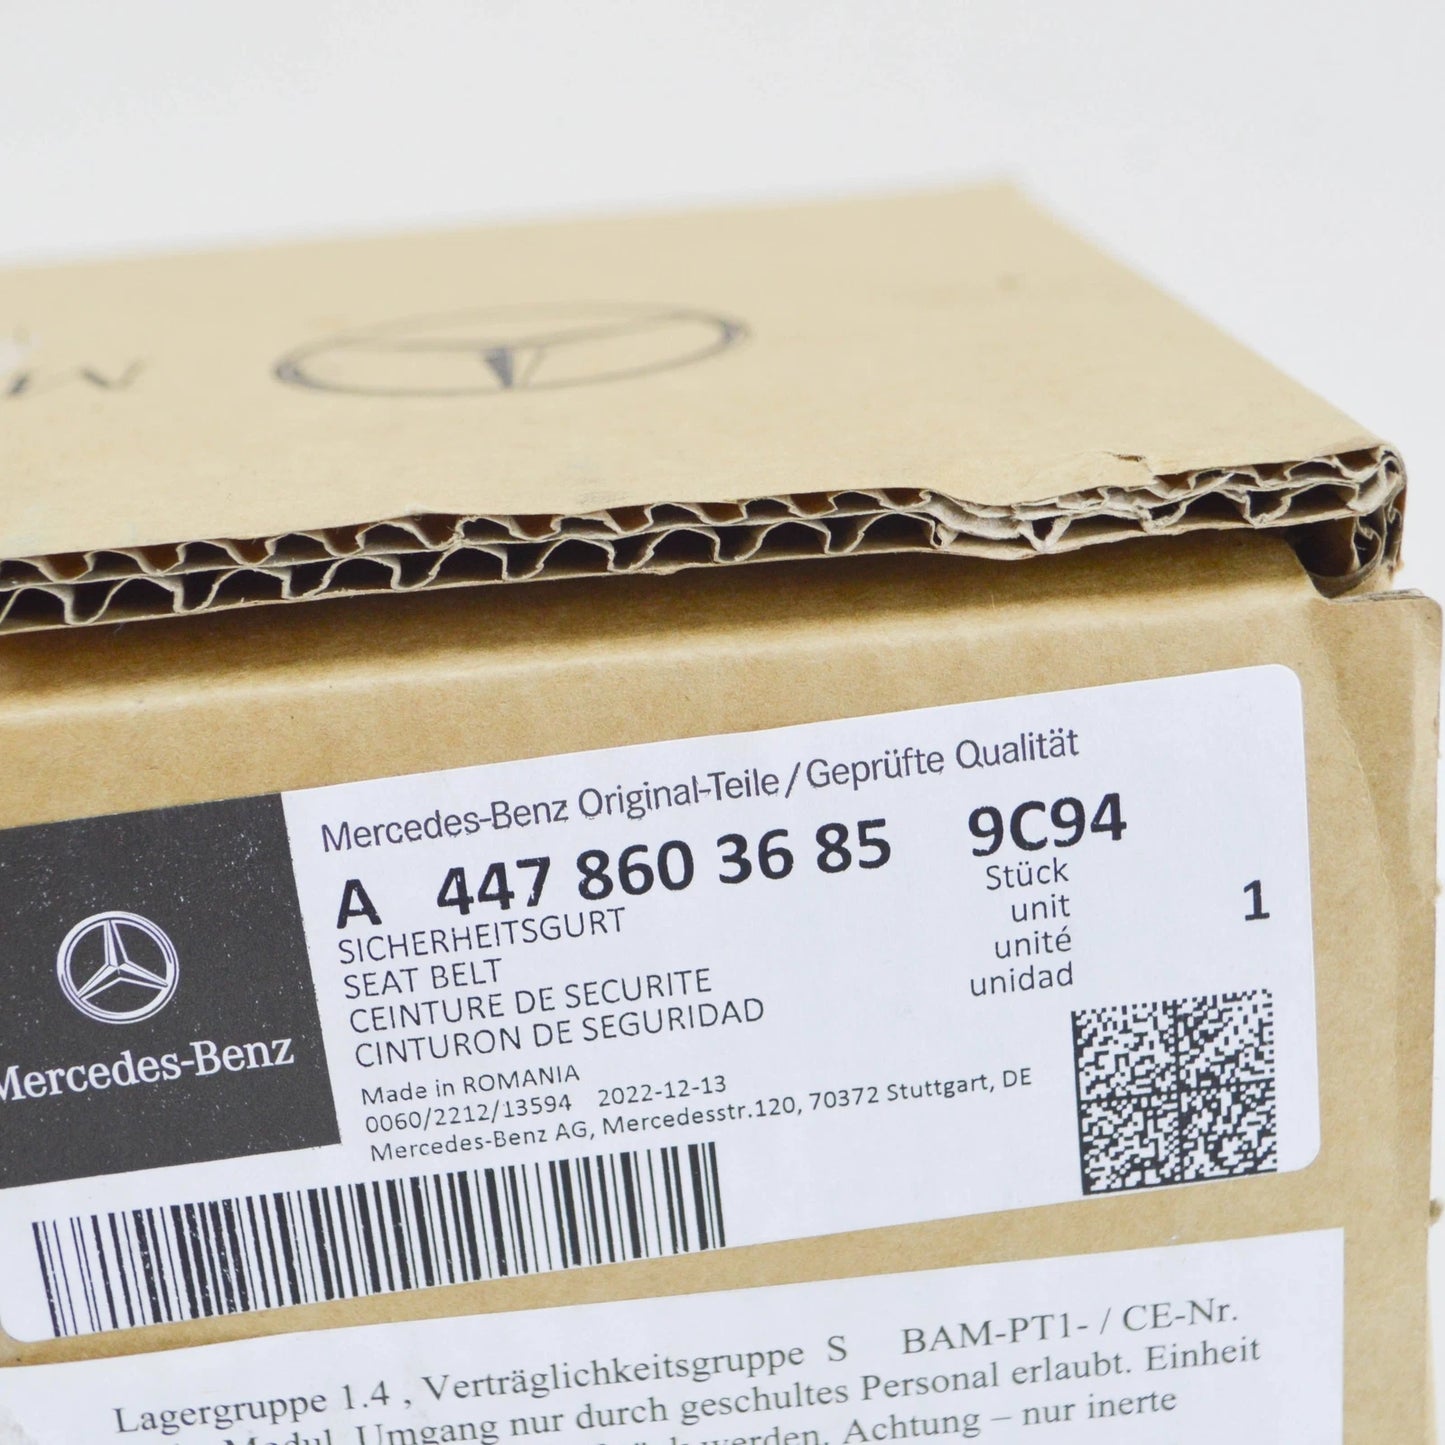 Mercedes-Benz Original-Teile / Geprüfte Qualität
A 447 860 36 85 9C94
SICHERHEITSGURT
SEAT BELT
CEINTURE DE SECURITE
CINTURON DE SEGURIDAD
Stück
unit
unité
unidad
1
Made in ROMANIA
0060/2212/13594 2022-12-13
Mercedes-Benz AG, Mercedesstr.120, 70372 Stuttgart, DE
Mercedes-Benz
Lagergruppe 1.4 , Verträglichkeitsgruppe S BAM-PT1- / CE-Nr.
Modul. Umgang nur durch geschultes Personal erlaubt. Einheit
werden. Achtung – nur inerte